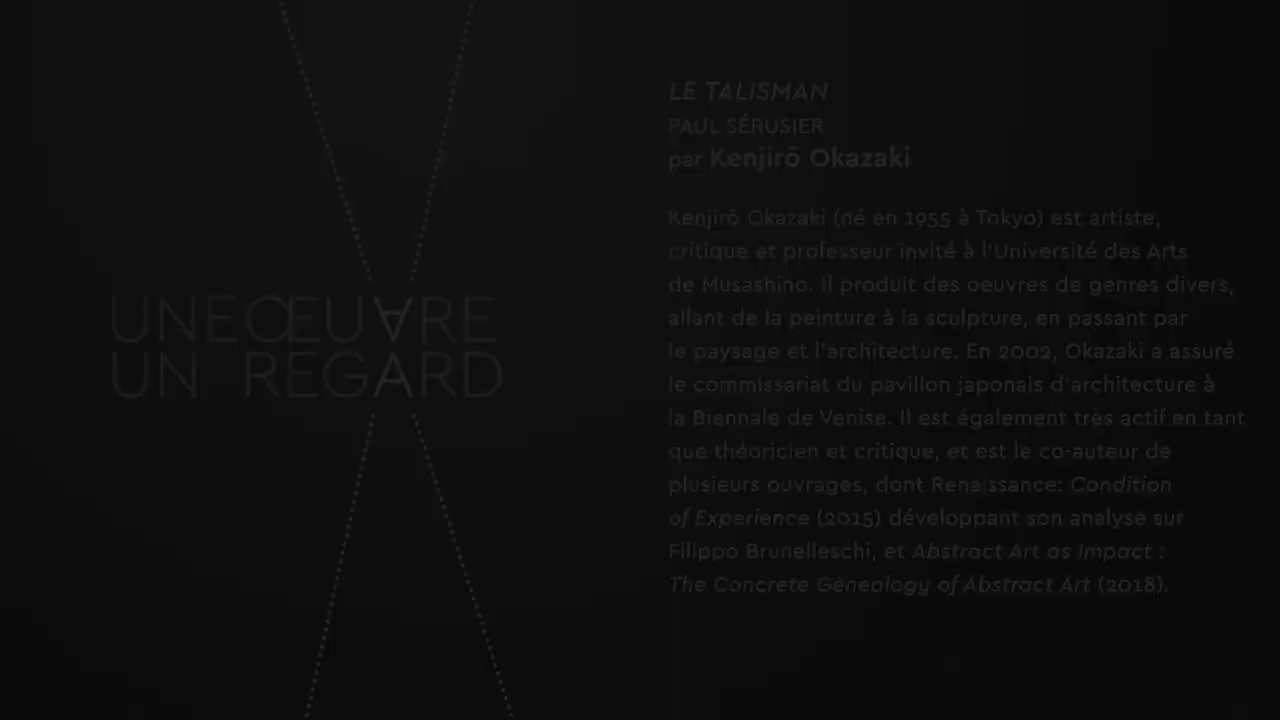 UNEŒUVRE
UN REGARD
LE TALISMAN
PAUL SÉRUSIER
par Kenjirō Okazaki
Kenjirō Okazaki (né en 1955 à Tokyo) est artiste,
critique et professeur invité à l'Université des Arts
de Musashino. Il produit des oeuvres de genres divers,
allant de la peinture à la sculpture, en passant par
le paysage et l'architecture. En 2002, Okazaki a assuré
le commissariat du pavillon japonais d'architecture à
la Biennale de Venise. Il est également très actif en tant
que théoricien et critique, et est le co-auteur de
plusieurs ouvrages, dont Renaissance: Condition
of Experience (2015) développant son analyse sur
Filippo Brunelleschi, et Abstract Art as Impact :
The Concrete Genealogy of Abstract Art (2018).